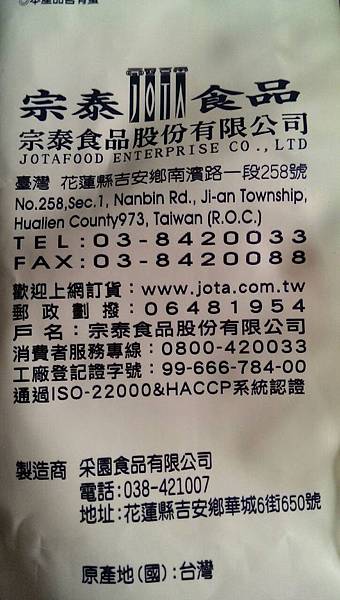 ◎本產品含有蛋
宗泰 JOTA 食品
宗泰食品股份有限公司
JOTAFOOD ENTERPRISE CO., LTD
臺灣 花蓮縣吉安鄉南濱路一段258號
No.258,Sec.1, Nanbin Rd., Ji-an Township,
Hualien County973, Taiwan (R.O.C.)
TEL:03-8420033
FAX:03-8420088
歡迎上網訂貨：www.jota.com.tw
郵政劃撥：06481954
戶名：宗泰食品股份有限公司
消費者服務專線：0800-420033
工廠登記證字號：99-666-784-00
通過ISO-22000&HACCP系統認證
製造商 采園食品有限公司
電話:038-421007
地址:花蓮縣吉安鄉華城6街650號
原產地(國):台灣